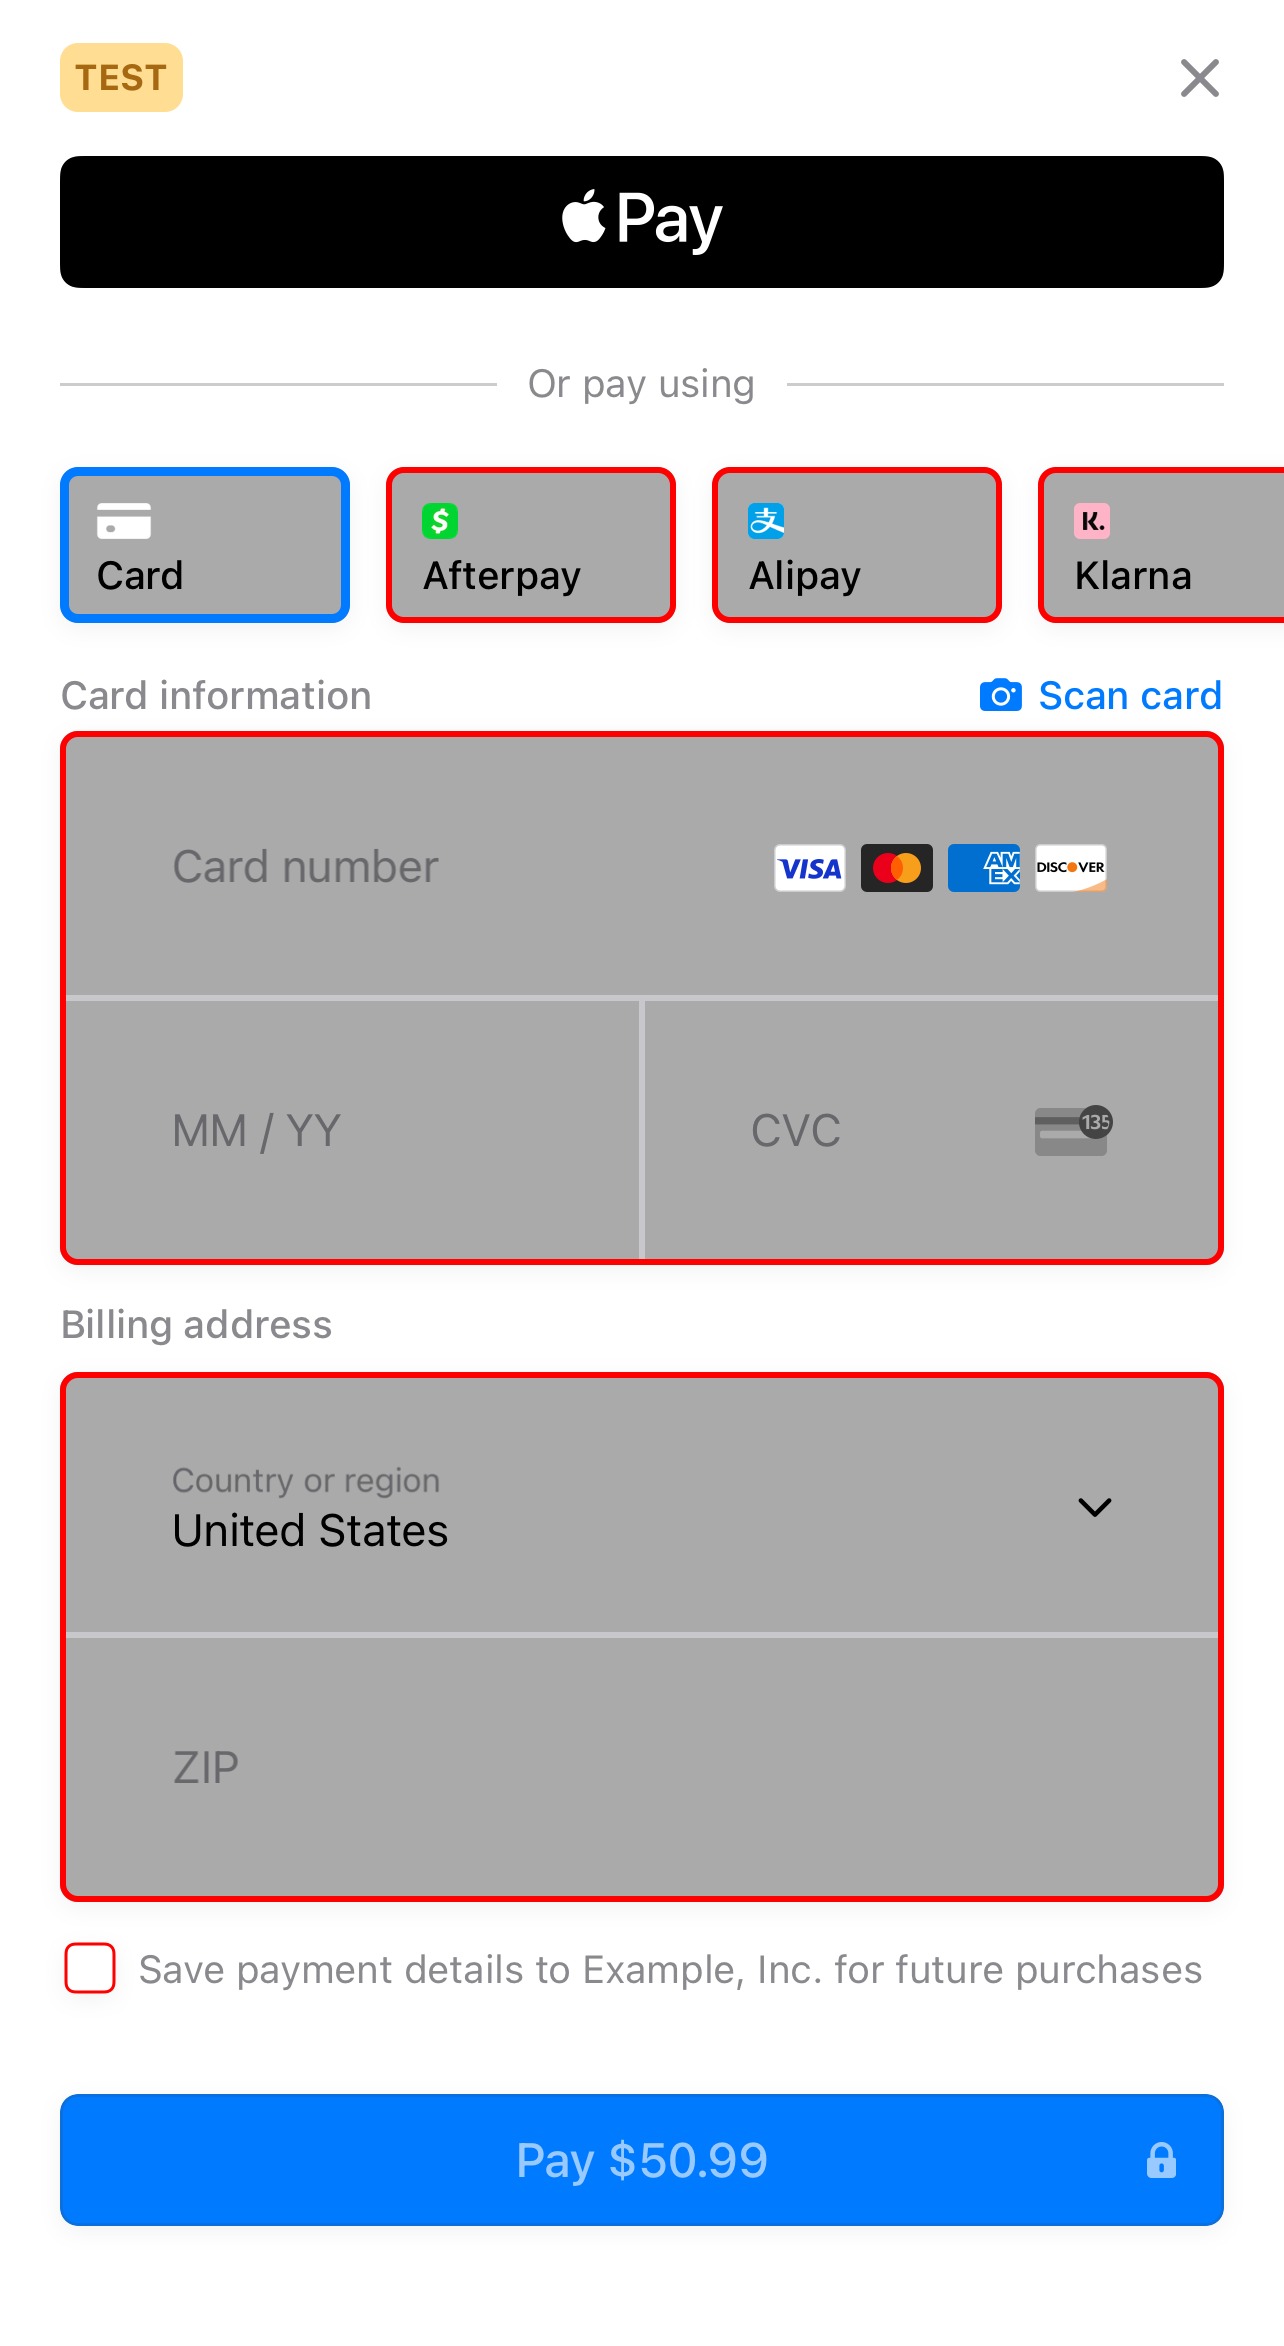 TEST
Pay
Or pay using
Card
Afterpay
支
Alipay
K.
Klarna
Card information
Scan card
Card number
VISA
AM
EX
DISCOVER
MM / YY
CVC
135
Billing address
Country or region
United States
ZIP
Save payment details to Example, Inc. for future purchases
Pay $50.99